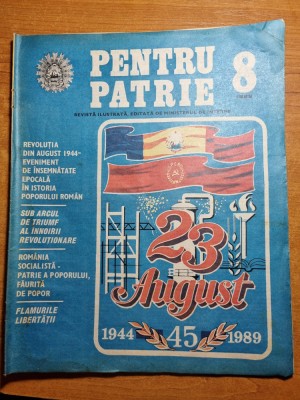 PENTRU
PATRIE
8
REVISTĂ ILUSTRATĂ EDITATĂ DE MINISTERUL DE INTERNE
REVOLUȚIA
DIN AUGUST 1944-
EVENIMENT
DE ÎNSEMNĂTATE
EPOCALĂ
ÎN ISTORIA
POPORULUI ROMÂN
SUB ARCUL
DE TRIUMF
AL ÎNNOIRII
REVOLUȚIONARE
ROMÂNIA
SOCIALISTĂ -
PATRIE A POPORULUI,
FĂURITĂ
DE POPOR
FLAMURILE
LIBERTĂȚII
23
August
1944
45
1989